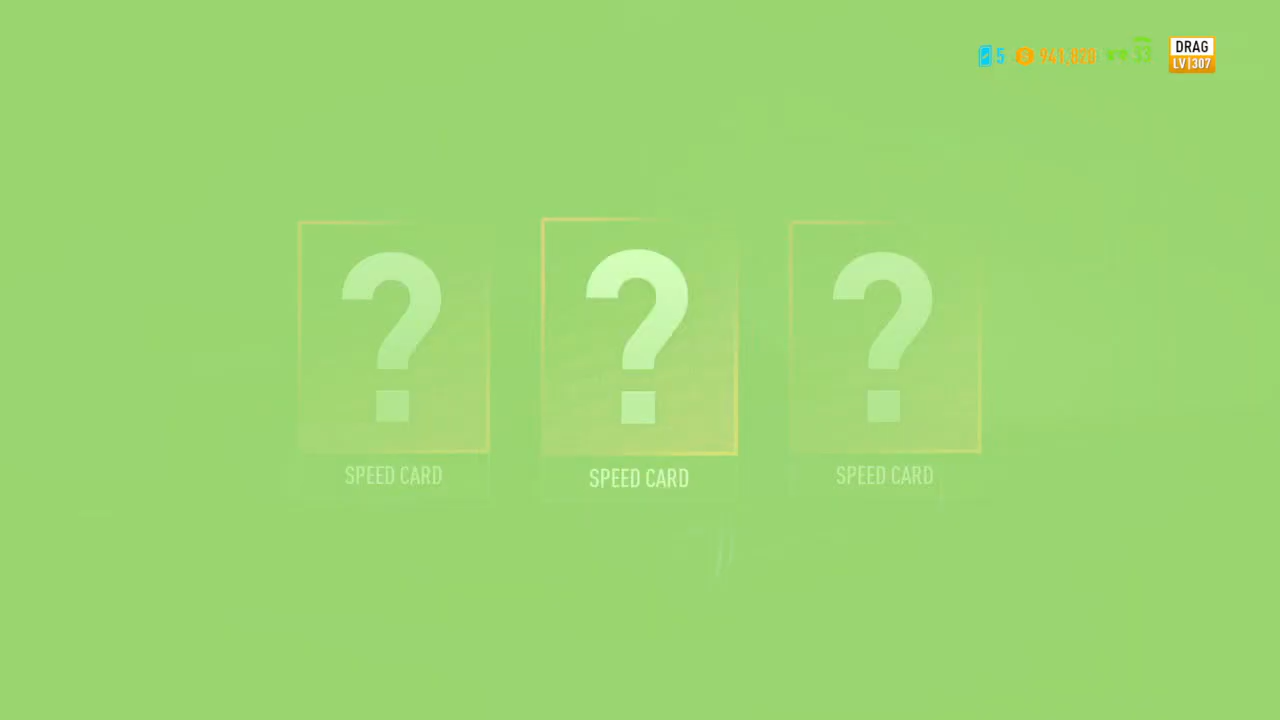 5 941,820 33
DRAG
LV|307
? ? ?
SPEED CARD SPEED CARD SPEED CARD